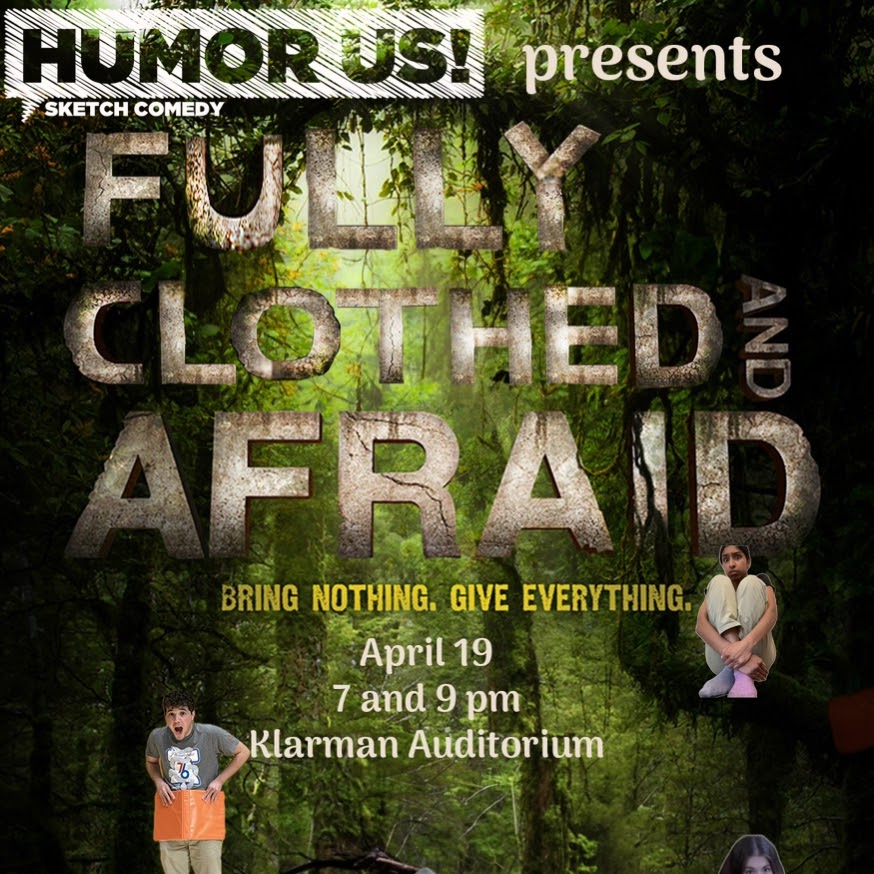 HUMOR US! presents
SKETCH COMEDY
FULLY
CLOTHED AND
AFRAID
BRING NOTHING. GIVE EVERYTHING.
April 19
7 and 9 pm
Klarman Auditorium
76